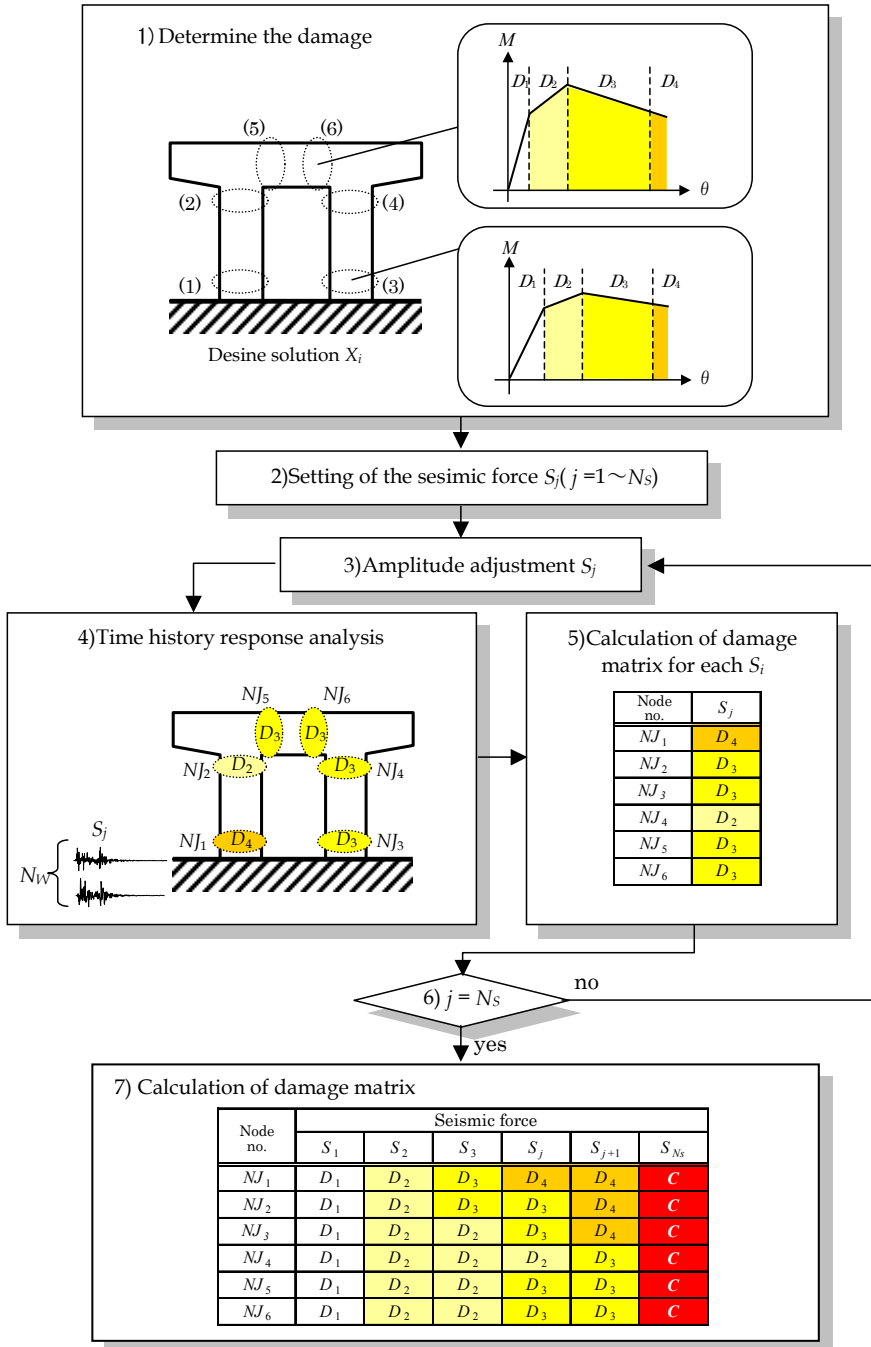 1) Determine the damage
M
D1 D2 D3 D4
θ
(5) (6)
(2) (4)
(1) (3)
Desine solution Xi
M
D1 D2 D3 D4
θ
2)Setting of the sesimic force Sj( j =1～NS)
3)Amplitude adjustment Sj
4)Time history response analysis
NJ5 NJ6
D3 D3
NJ2 D2 D3 NJ4
Sj
NJ1 D4 D3 NJ3
NW
5)Calculation of damage
matrix for each Si
Node no. Sj
NJ1 D4
NJ2 D3
NJ3 D3
NJ4 D2
NJ5 D3
NJ6 D3
6) j = NS
no
yes
7) Calculation of damage matrix
Node no. Seismic force
S1 S2 S3 Sj Sj+1 SNs
NJ1 D1 D2 D3 D4 D4 C
NJ2 D1 D2 D3 D3 D4 C
NJ3 D1 D2 D2 D3 D4 C
NJ4 D1 D2 D2 D2 D3 C
NJ5 D1 D2 D2 D3 D3 C
NJ6 D1 D2 D2 D3 D3 C